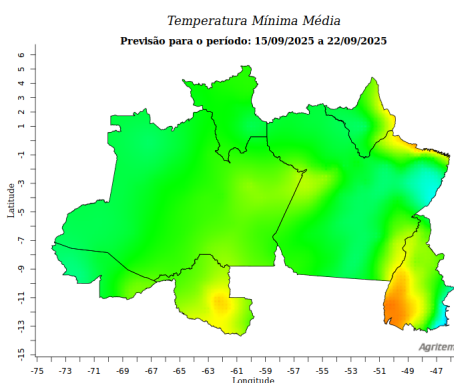 Temperatura Mínima Média
Previsão para o período: 15/09/2025 a 22/09/2025
Latitude
6
5
4
3
2
1
-1
-3
-5
-7
-9
-11
-13
-15
-75 -73 -71 -69 -67 -65 -63 -61 -59 -57 -55 -53 -51 -49 -47
Longitude